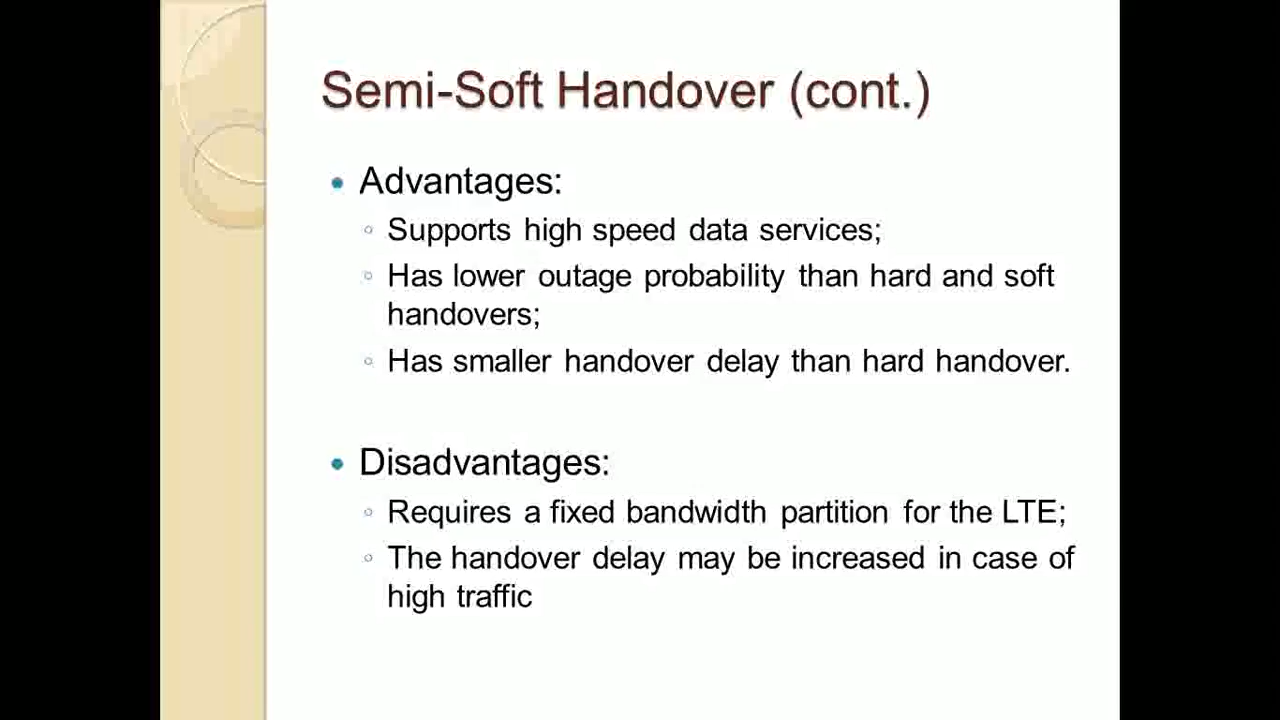 Semi-Soft Handover (cont.)
Advantages:
Supports high speed data services;
Has lower outage probability than hard and soft
handovers;
Has smaller handover delay than hard handover.
Disadvantages:
Requires a fixed bandwidth partition for the LTE;
The handover delay may be increased in case of
high traffic